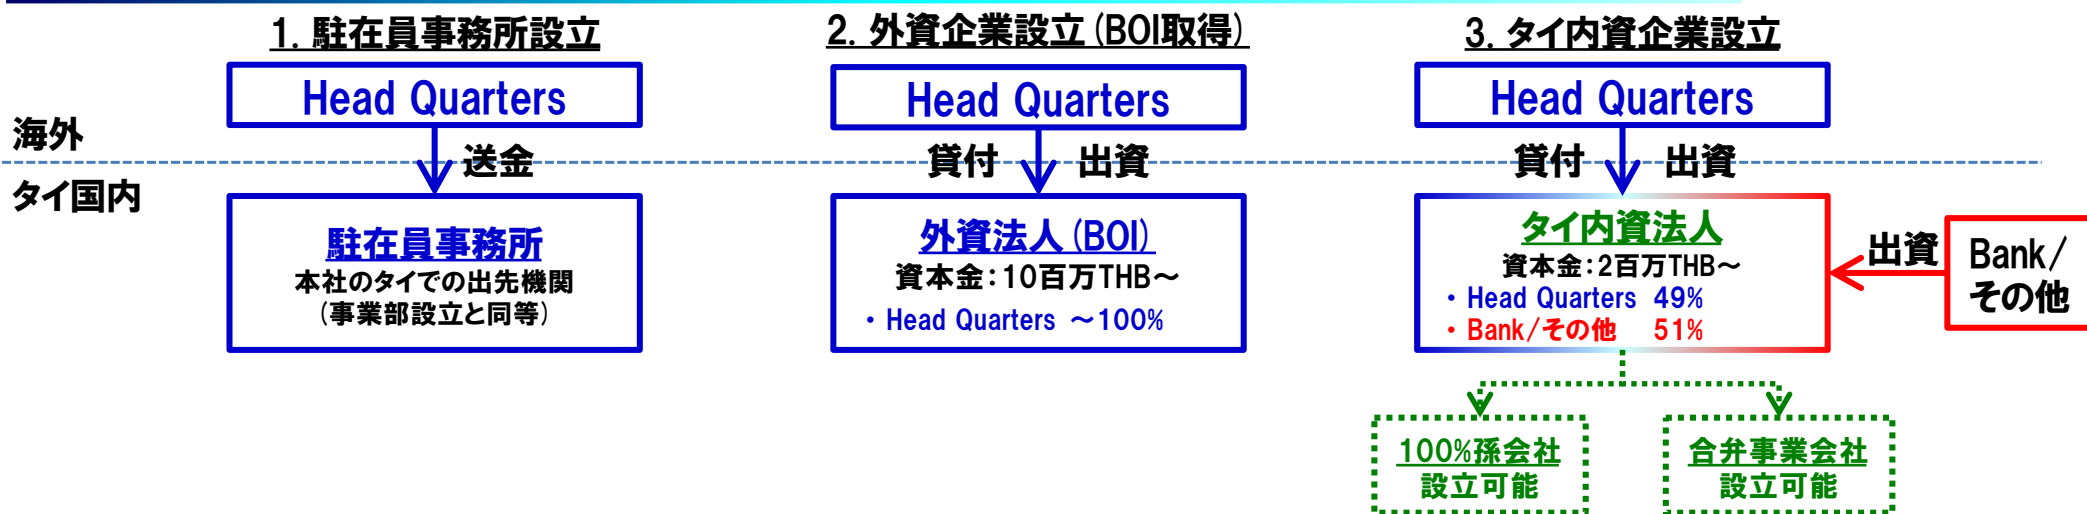 1. 駐在員事務所設立
Head Quarters
送金
駐在員事務所
本社のタイでの出先機関
(事業部設立と同等)
2. 外資企業設立(BOI取得)
Head Quarters
貸付 出資
外資法人(BOI)
資本金:10百万THB~
・Head Quarters ~100%
3. タイ内資企業設立
Head Quarters
貸付 出資
タイ内資法人
資本金:2百万THB~
・Head Quarters 49%
・Bank/その他 51%
出資
Bank/
その他
100%孫会社
設立可能
合弁事業会社
設立可能
海外
タイ国内